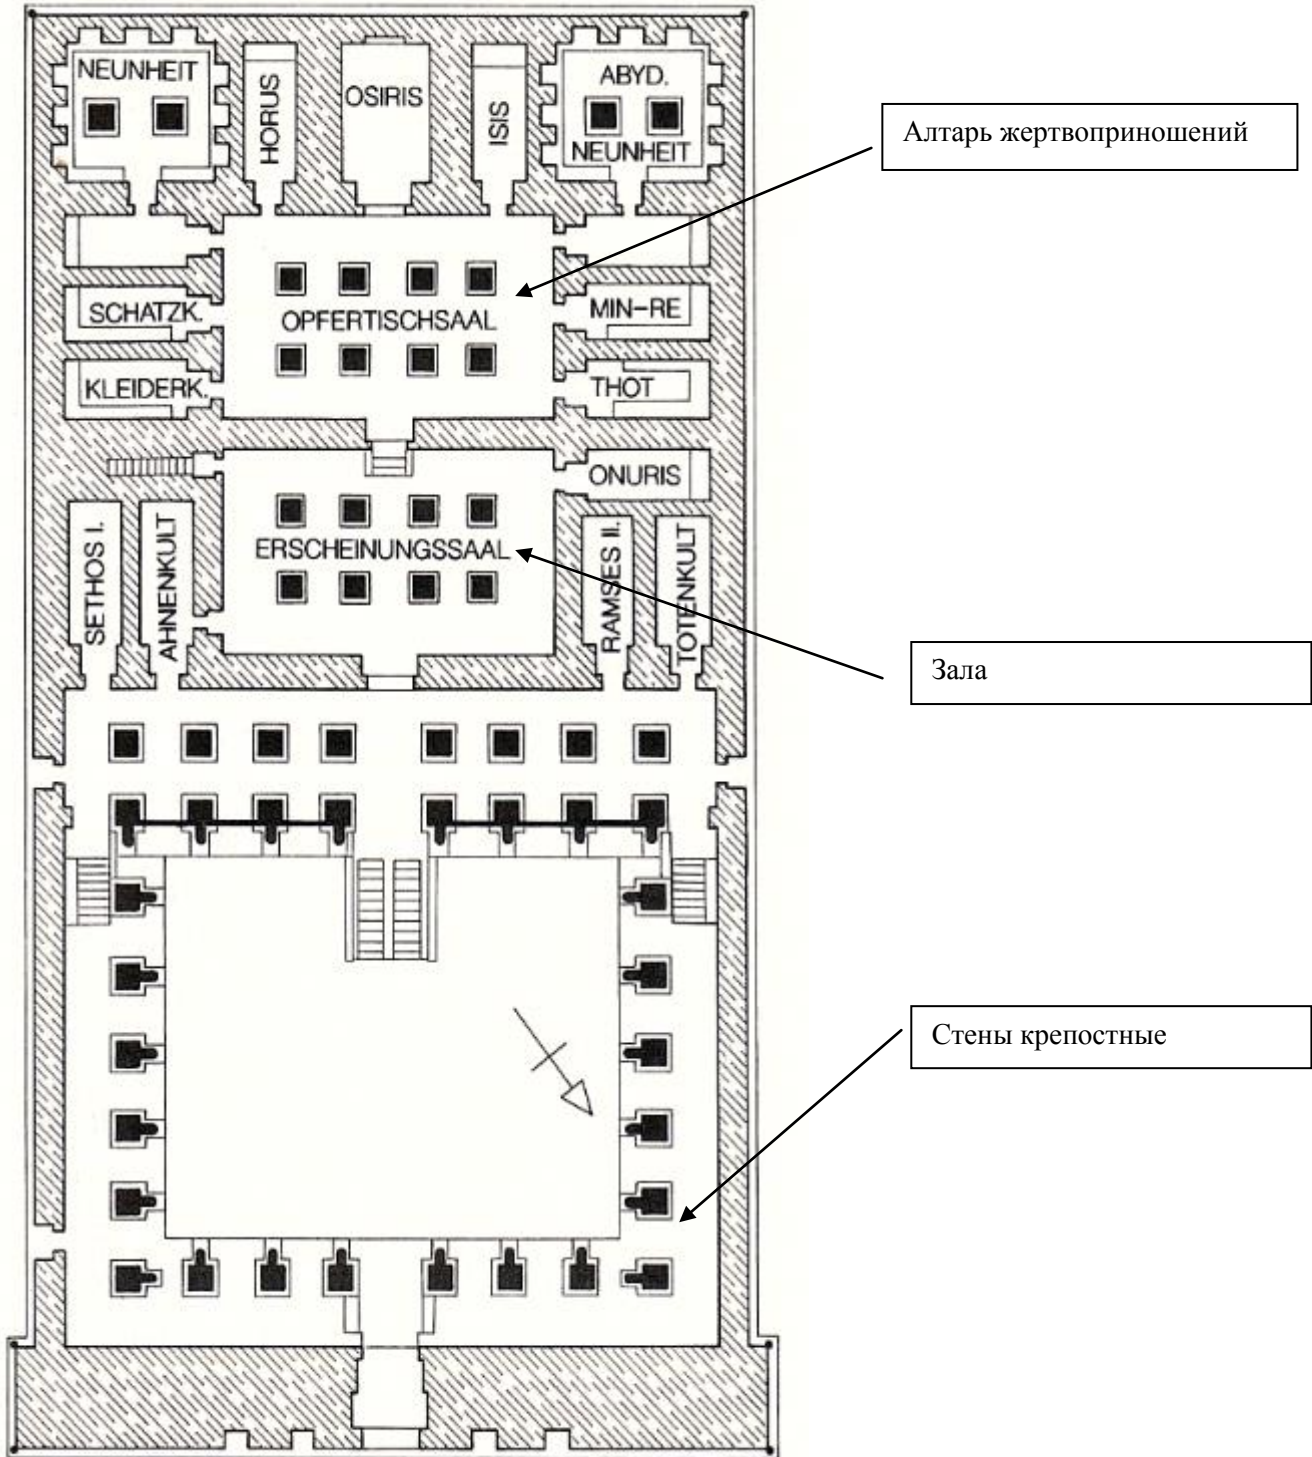 NEUNHEIT
HORUS
OSIRIS
ISIS
ABYD.
NEUNHEIT
Алтарь жертвоприношений
SCHATZK.
OPFERTISCHSAAL
MIN–RE
KLEIDERK.
THOT
ONURIS
SETHOS I.
AHNENKULT
ERSCHEINUNGSSAAL
RAMSES II.
TOTENKULT
Зала
Стены крепостные